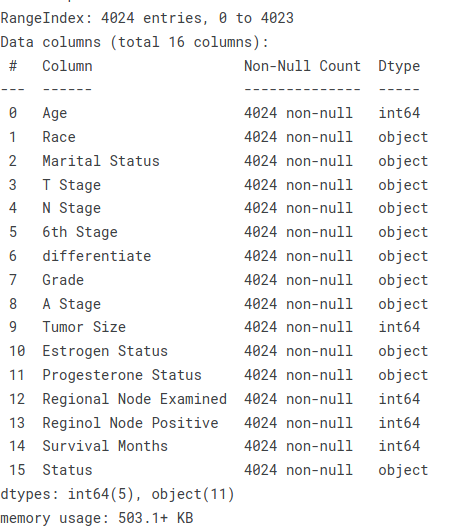 RangeIndex: 4024 entries, 0 to 4023
Data columns (total 16 columns):
 #   Column                  Non-Null Count  Dtype
---  ------                  --------------  -----
 0   Age                     4024 non-null   int64
 1   Race                    4024 non-null   object
 2   Marital Status          4024 non-null   object
 3   T Stage                 4024 non-null   object
 4   N Stage                 4024 non-null   object
 5   6th Stage               4024 non-null   object
 6   differentiate           4024 non-null   object
 7   Grade                   4024 non-null   object
 8   A Stage                 4024 non-null   object
 9   Tumor Size              4024 non-null   int64
 10  Estrogen Status         4024 non-null   object
 11  Progesterone Status     4024 non-null   object
 12  Regional Node Examined  4024 non-null   int64
 13  Reginol Node Positive   4024 non-null   int64
 14  Survival Months         4024 non-null   int64
 15  Status                  4024 non-null   object
dtypes: int64(5), object(11)
memory usage: 503.1+ KB